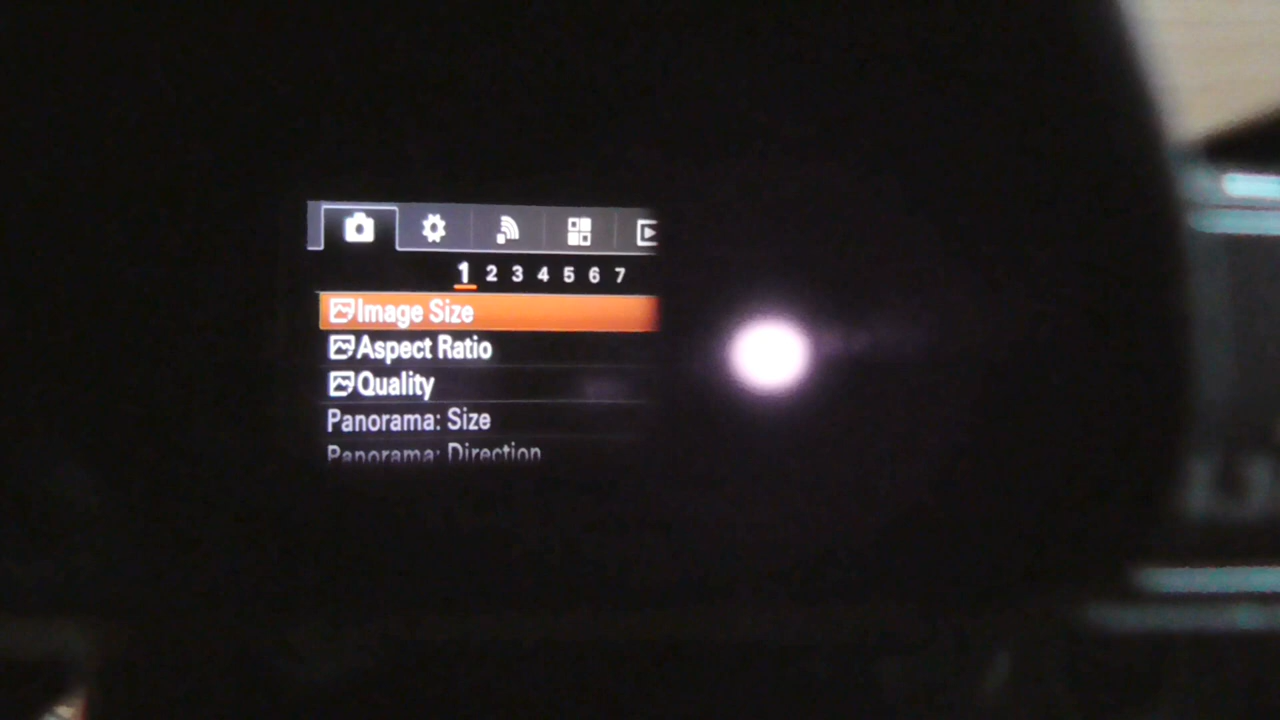 1 2 3 4 5 6 7
Image Size
Aspect Ratio
Quality
Panorama: Size
Panorama: Direction